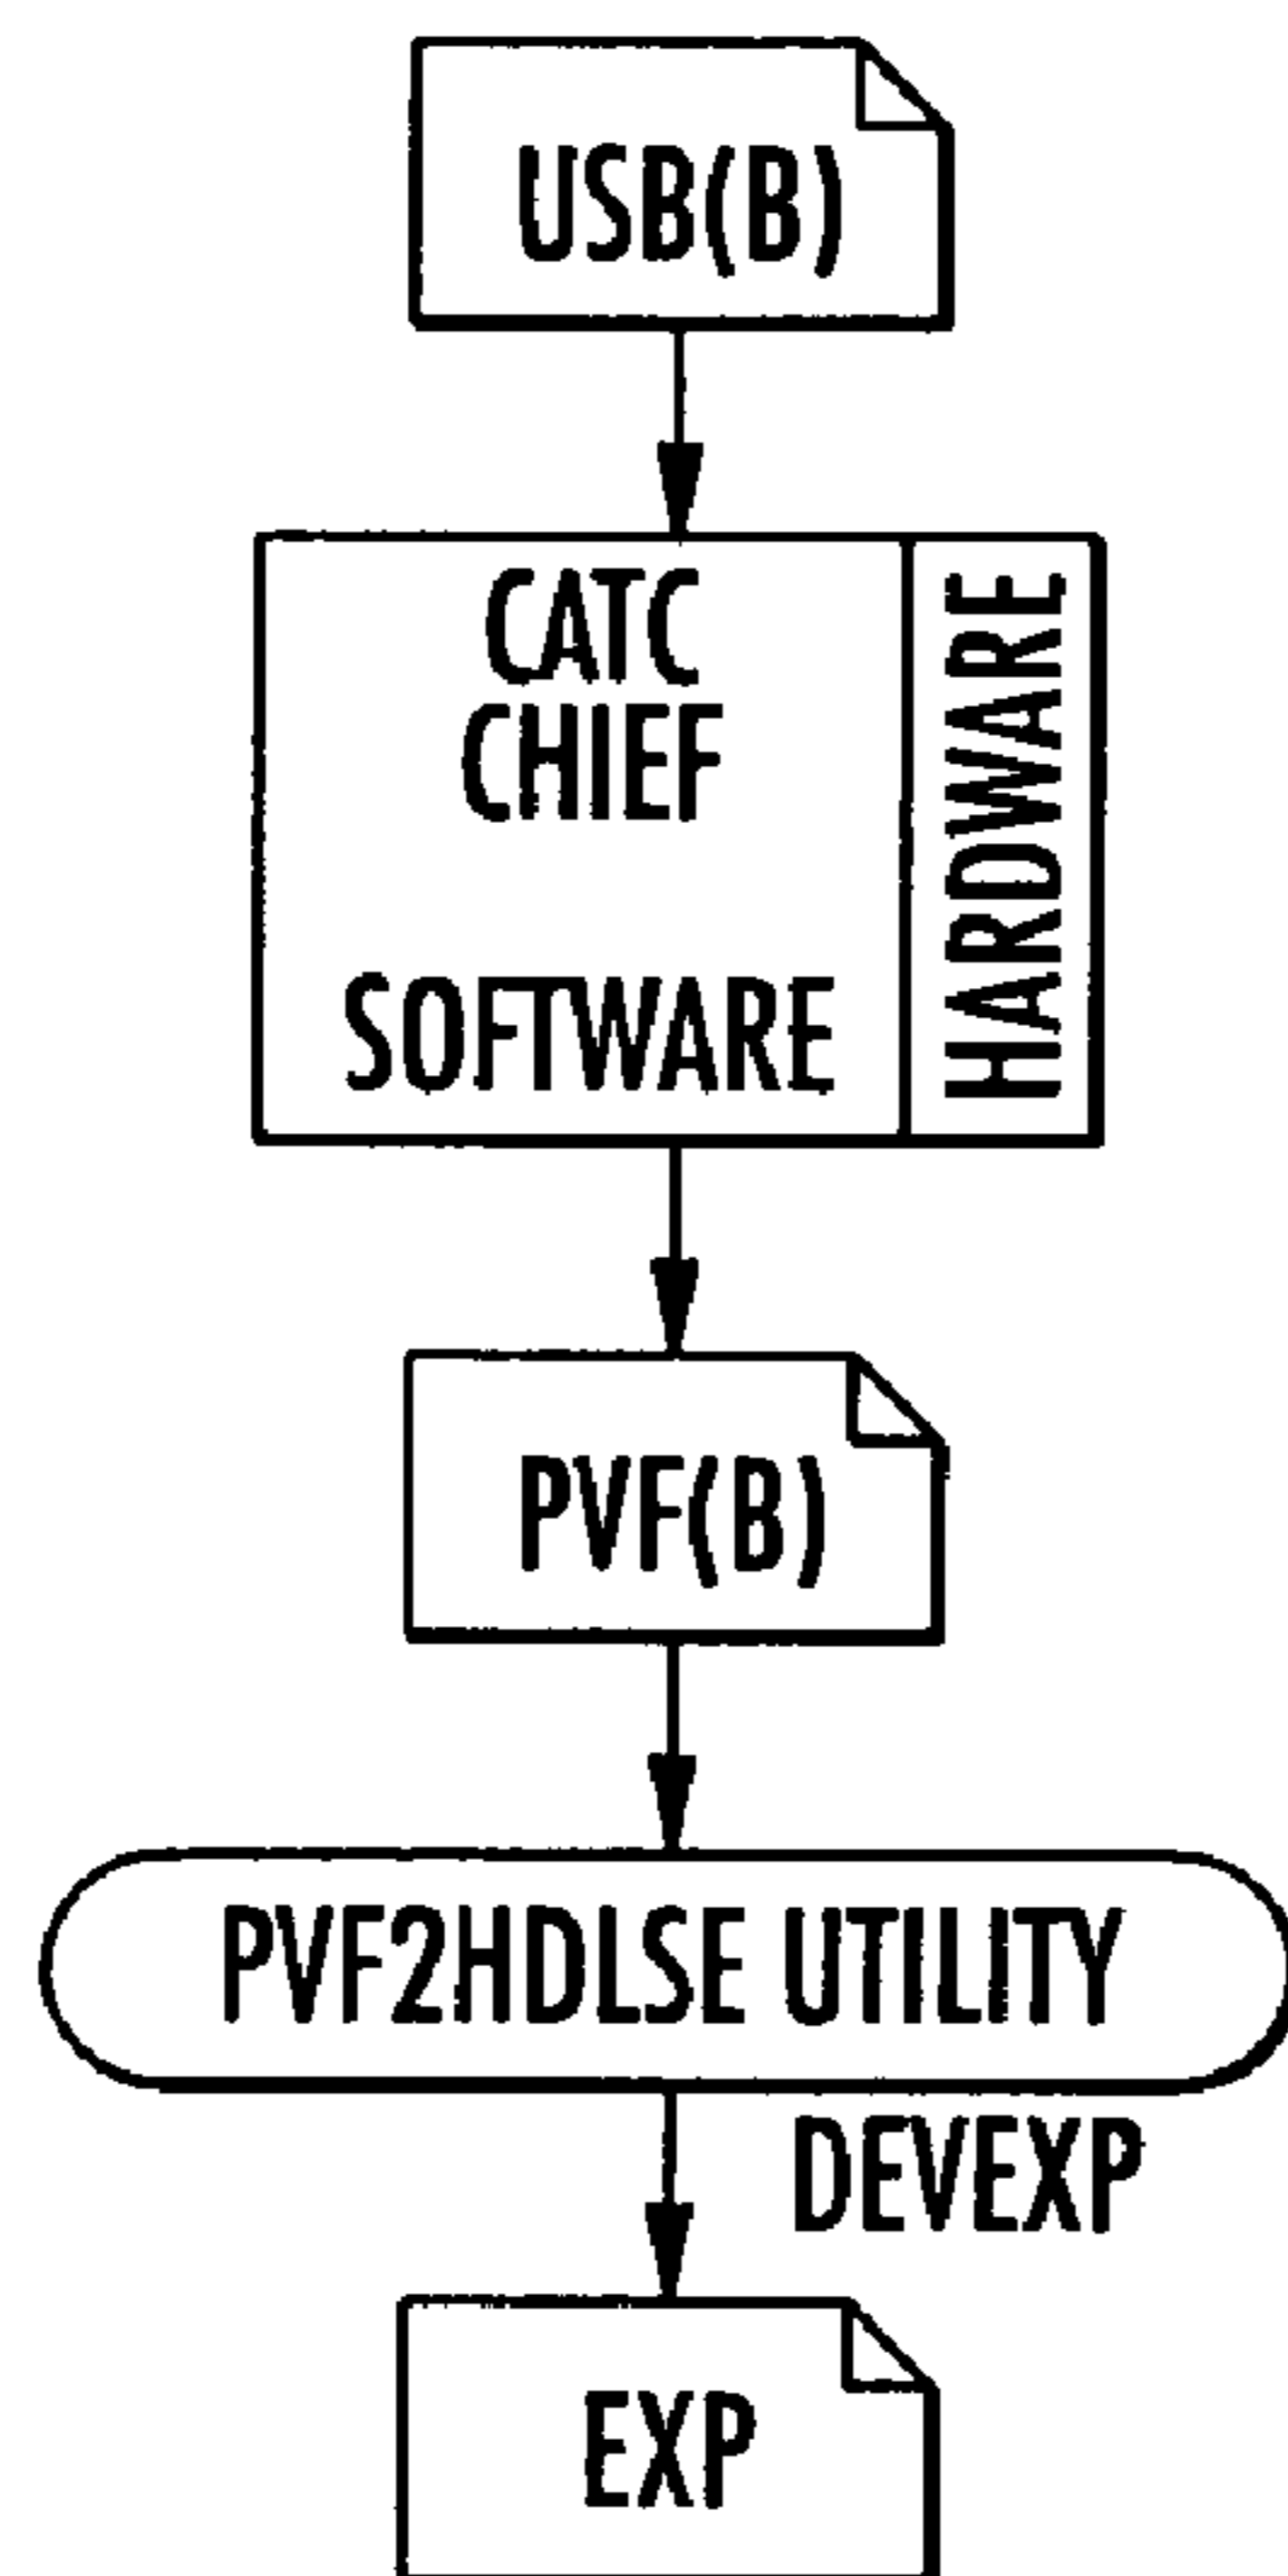 USB(B)
CATC
CHIEF
SOFTWARE
HARDWARE
PVF(B)
PVF2HDLSE UTILITY
DEVEXP
EXP